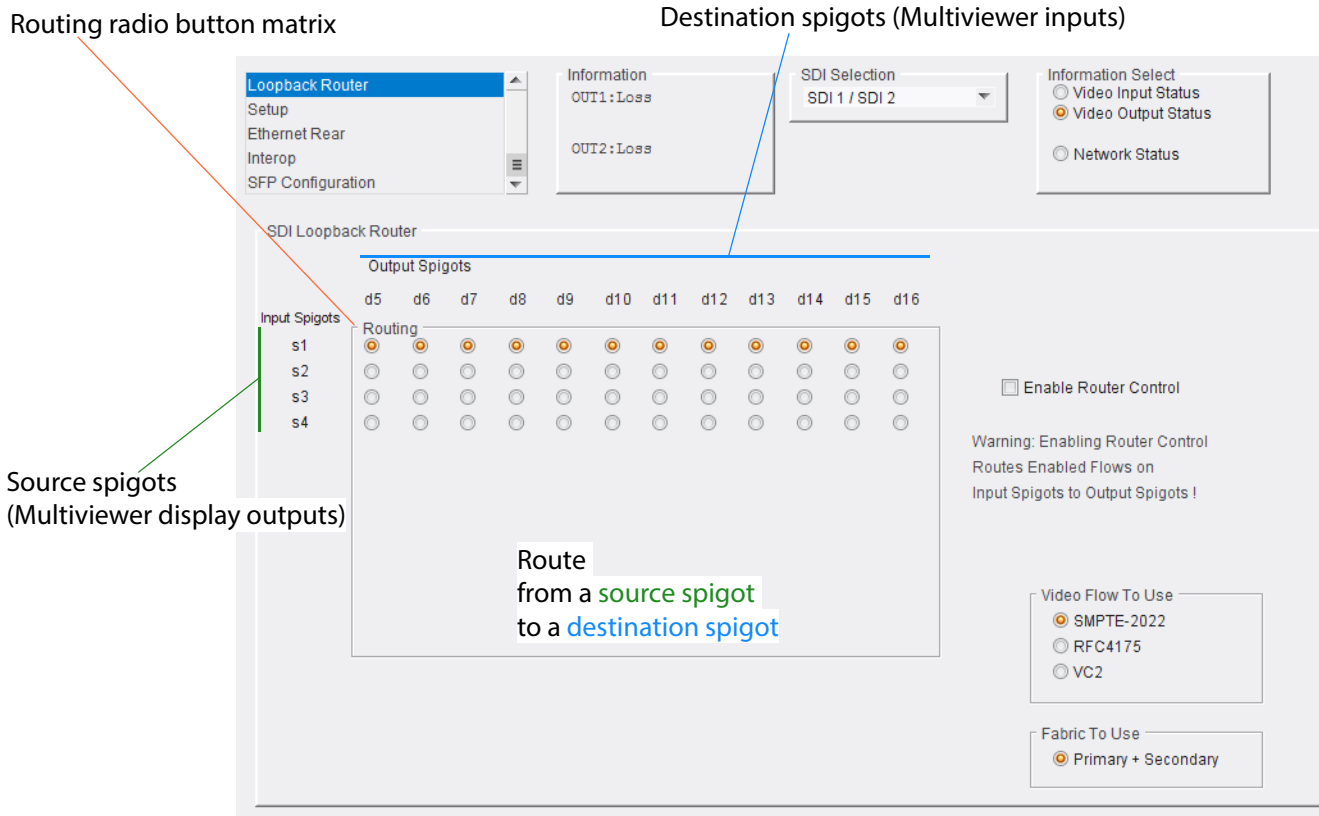 Routing radio button matrix
Destination spigots (Multiviewer inputs)
Loopback Router
Setup
Ethernet Rear
Interop
SFP Configuration
Information
OUT1:Loss
OUT2:Loss
SDI Selection
SDI 1 / SDI 2
Information Select
Video Input Status
Video Output Status
Network Status
SDI Loopback Router
Output Spigots
d5 d6 d7 d8 d9 d10 d11 d12 d13 d14 d15 d16
Input Spigots
Routing
s1
s2
s3
s4
Enable Router Control
Warning: Enabling Router Control
Routes Enabled Flows on
Input Spigots to Output Spigots !
Source spigots
(Multiviewer display outputs)
Route
from a source spigot
to a destination spigot
Video Flow To Use
SMPTE-2022
RFC4175
VC2
Fabric To Use
Primary + Secondary